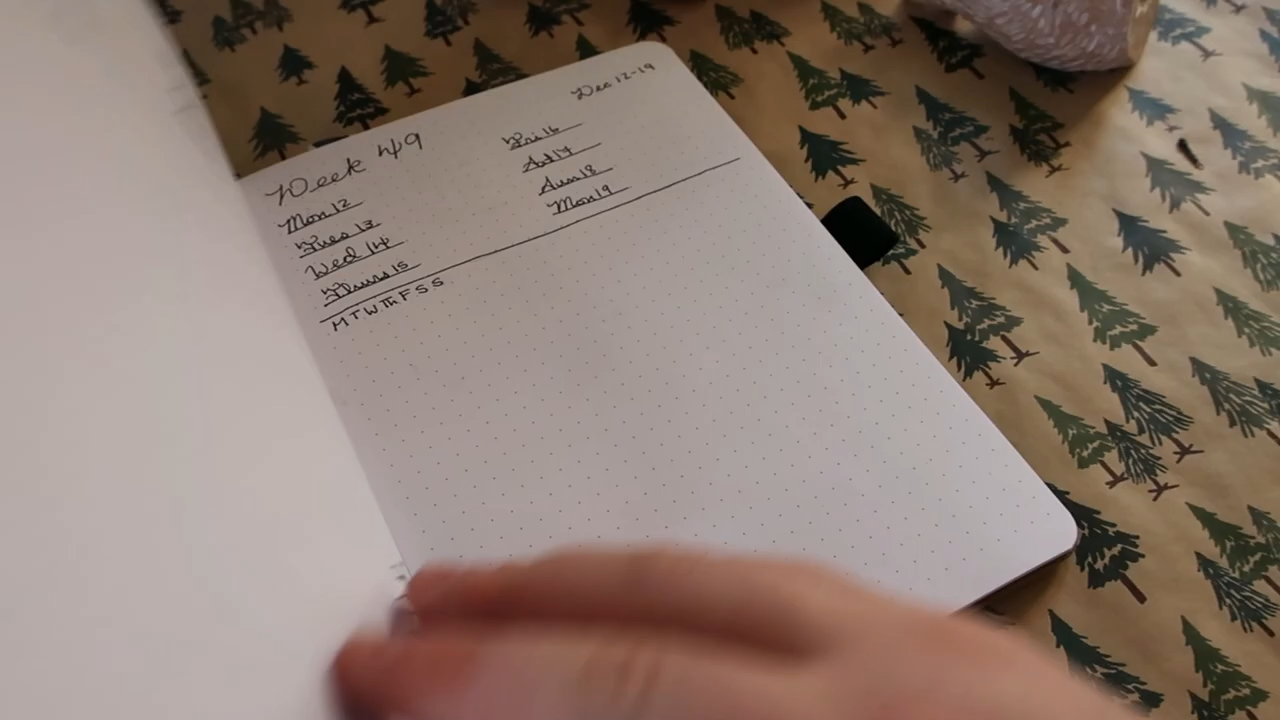 Week 49
Dec 12-19
Mon 12
Tues 13
Wed 14
Thurs 15
Fri 16
Sat 17
Sun 18
Mon 19
M T W Th F S S